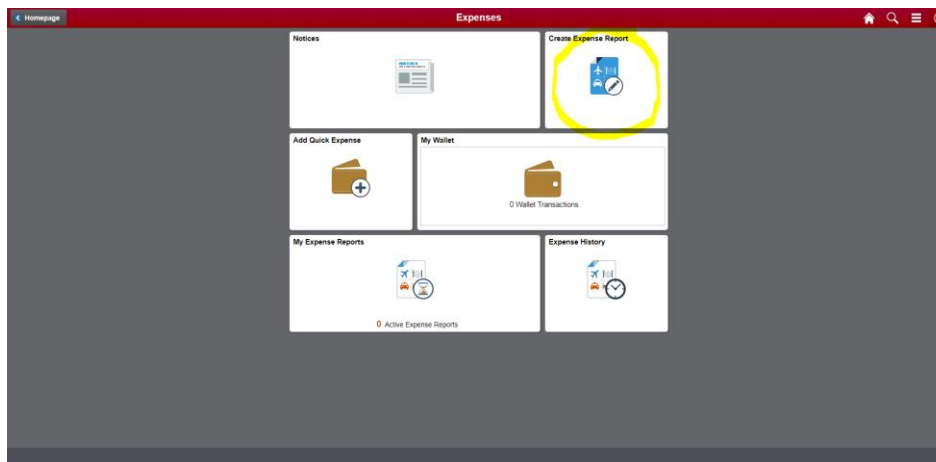 Homepage
Expenses
Notices
Create Expense Report
Add Quick Expense
My Wallet
0 Wallet Transactions
My Expense Reports
0 Active Expense Reports
Expense History